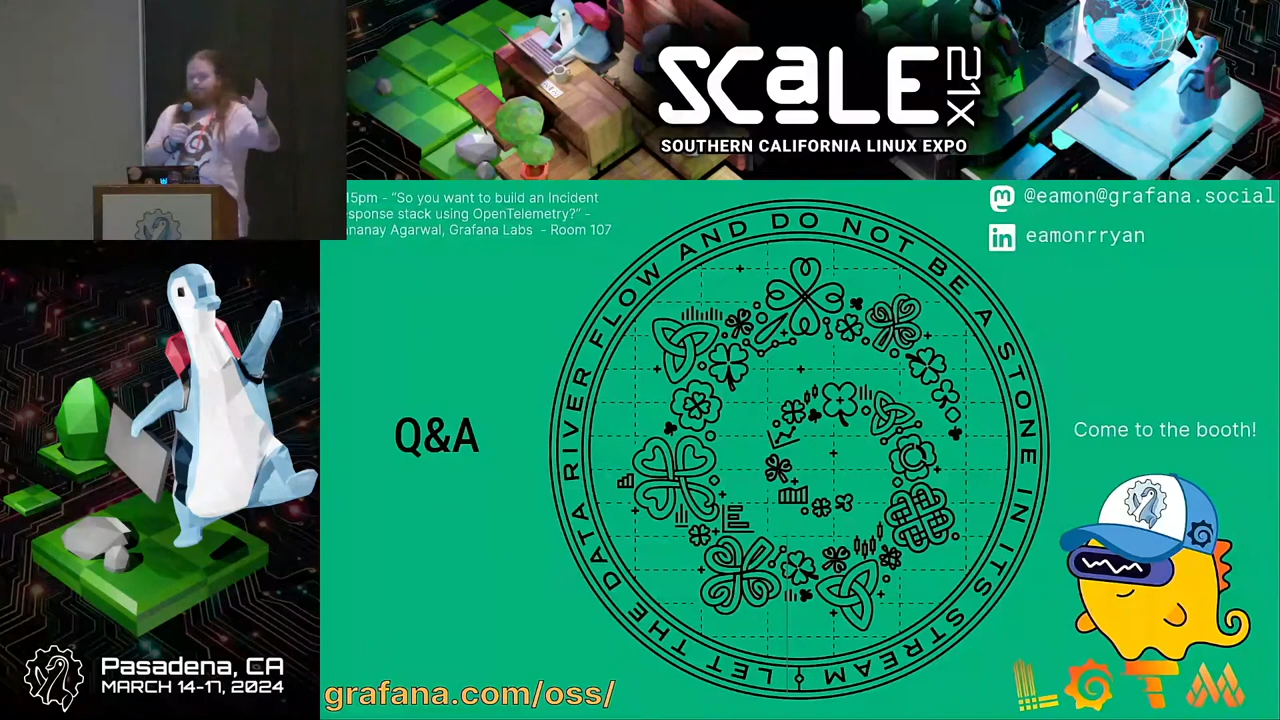 SCaLE 21x
SOUTHERN CALIFORNIA LINUX EXPO
15pm - “So you want to build an Incident
sponse stack using OpenTelemetry?” -
nanay Agarwal, Grafana Labs - Room 107
@eamon@grafana.social
eamonrryan
Q&A
LET THE DATA RIVER FLOW AND DO NOT BE A STONE IN ITS STREAM
Come to the booth!
grafana.com/oss/
Pasadena, CA
MARCH 14-17, 2024